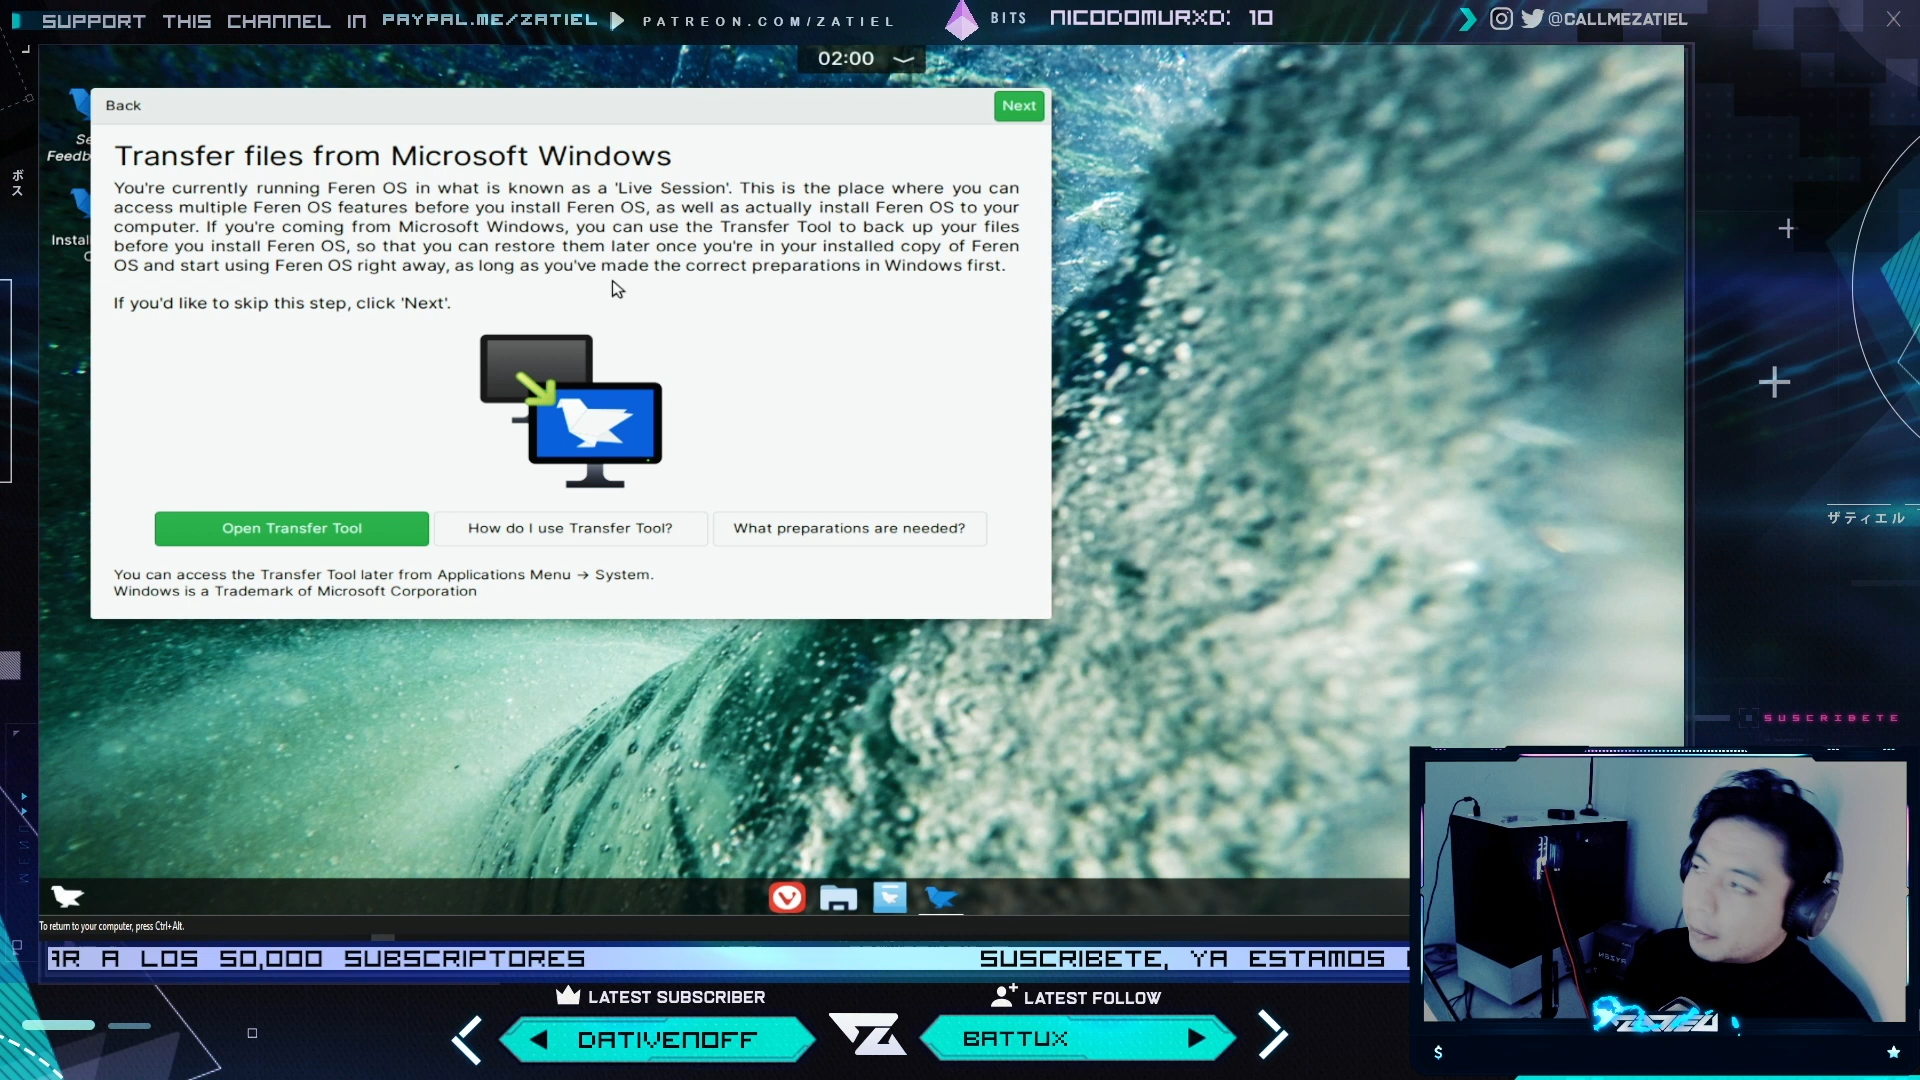 SUPPORT THIS CHANNEL IN PAYPAL.ME/ZATIEL PATREON.COM/ZATIEL BITS NICODOMURXD: 10 @CALLMEZATIEL
02:00
Back
Next
Transfer files from Microsoft Windows
You're currently running Feren OS in what is known as a 'Live Session'. This is the place where you can
access multiple Feren OS features before you install Feren OS, as well as actually install Feren OS to your
computer. If you're coming from Microsoft Windows, you can use the Transfer Tool to back up your files
before you install Feren OS, so that you can restore them later once you're in your installed copy of Feren
OS and start using Feren OS right away, as long as you've made the correct preparations in Windows first.
If you'd like to skip this step, click 'Next'.
Open Transfer Tool
How do I use Transfer Tool?
What preparations are needed?
You can access the Transfer Tool later from Applications Menu → System.
Windows is a Trademark of Microsoft Corporation
Se
Feedb
Instal
ボス
ザティエル
SUSCRIBETE
To return to your computer, press Ctrl+Alt.
AR A LOS 50,000 SUBSCRIPTORES SUSCRIBETE, YA ESTAMOS
LATEST SUBSCRIBER
DATIVENOFF
LATEST FOLLOW
BATTUX
RYZEN
$